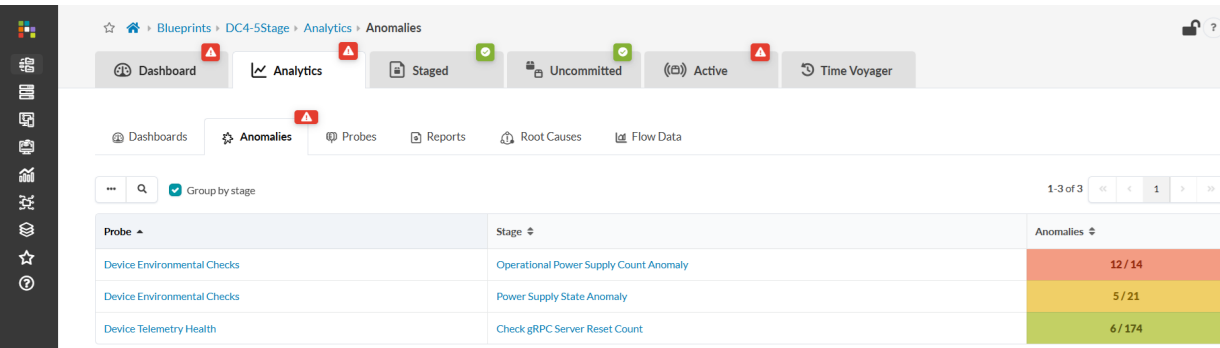 Blueprints DC4-5Stage Analytics Anomalies
Dashboard Analytics Staged Uncommitted Active Time Voyager
Dashboards Anomalies Probes Reports Root Causes Flow Data
Group by stage 1-3 of 3 1
Probe Stage Anomalies
Device Environmental Checks Operational Power Supply Count Anomaly 12 / 14
Device Environmental Checks Power Supply State Anomaly 5 / 21
Device Telemetry Health Check gRPC Server Reset Count 6 / 174